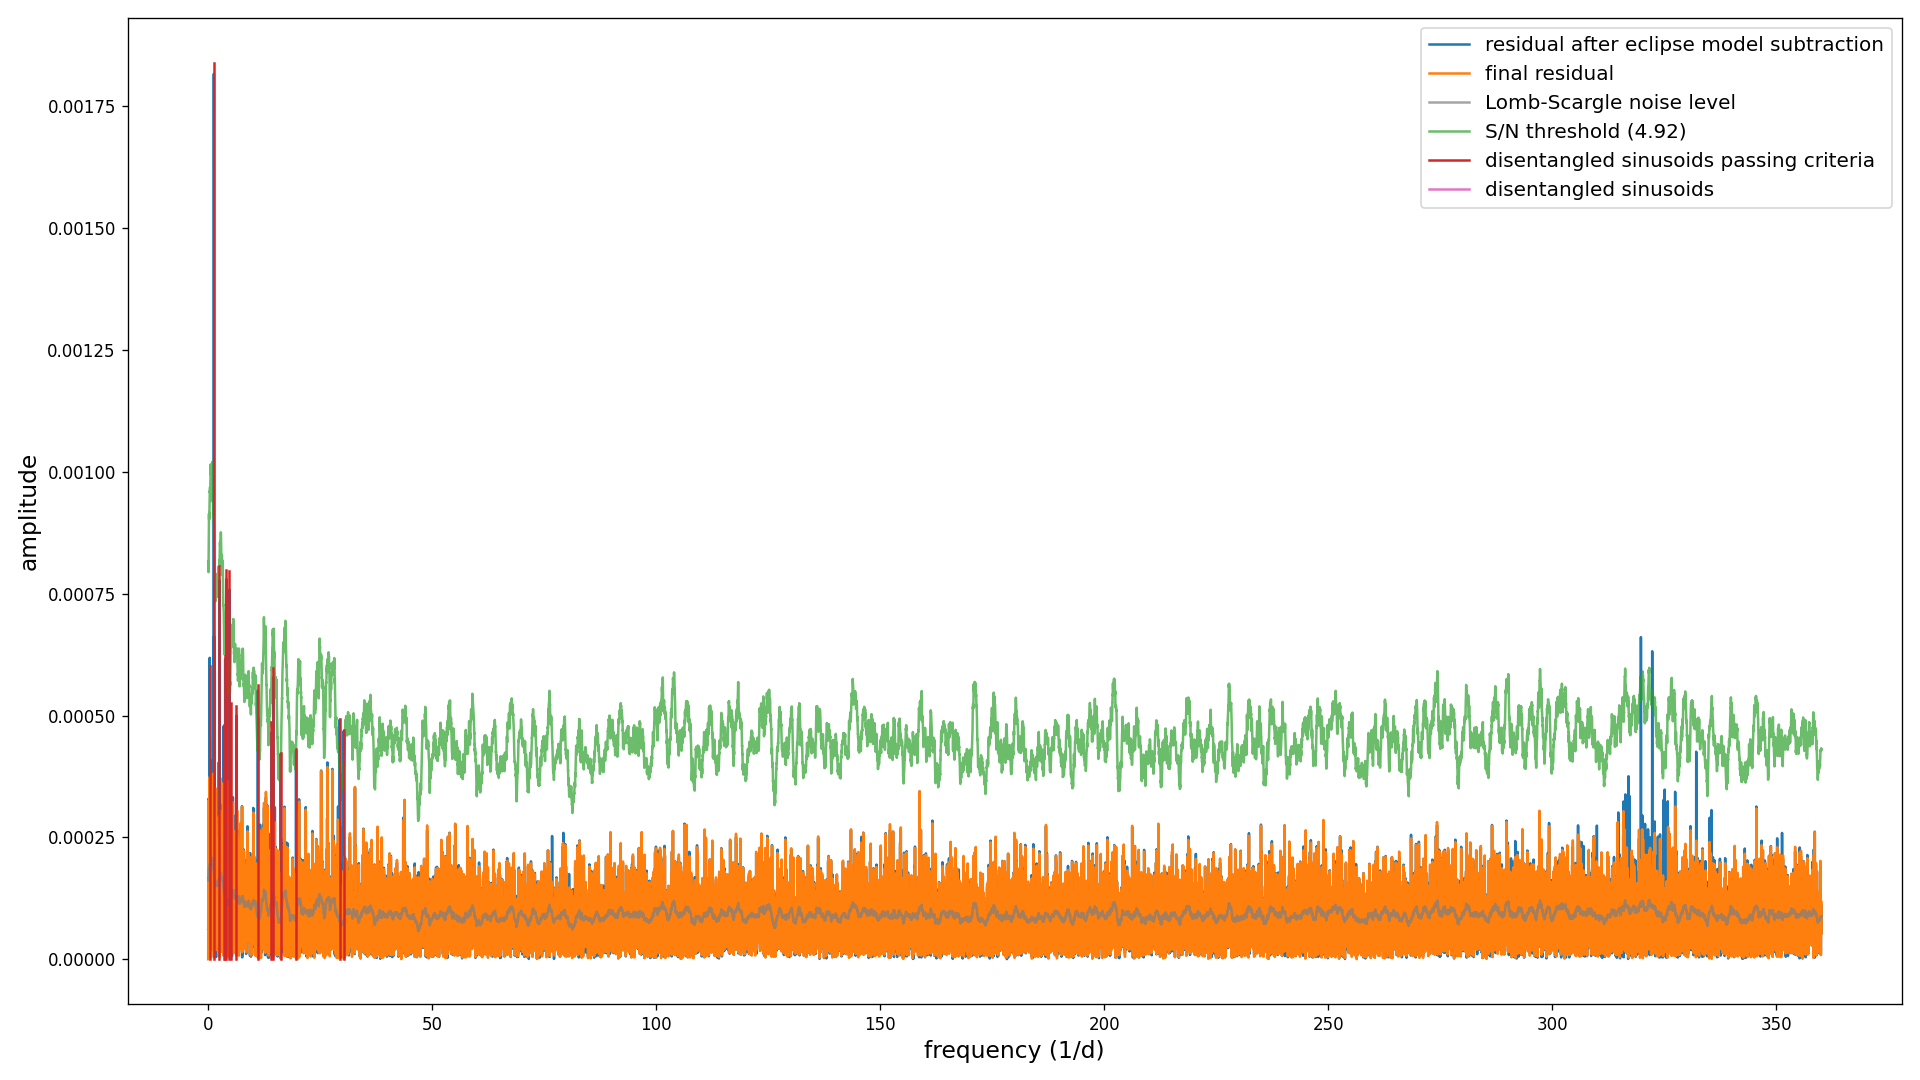 residual after eclipse model subtraction
final residual
Lomb-Scargle noise level
S/N threshold (4.92)
disentangled sinusoids passing criteria
disentangled sinusoids
0.00175
0.00150
0.00125
0.00100
0.00075
0.00050
0.00025
0.00000
amplitude
0 50 100 150 200 250 300 350
frequency (1/d)